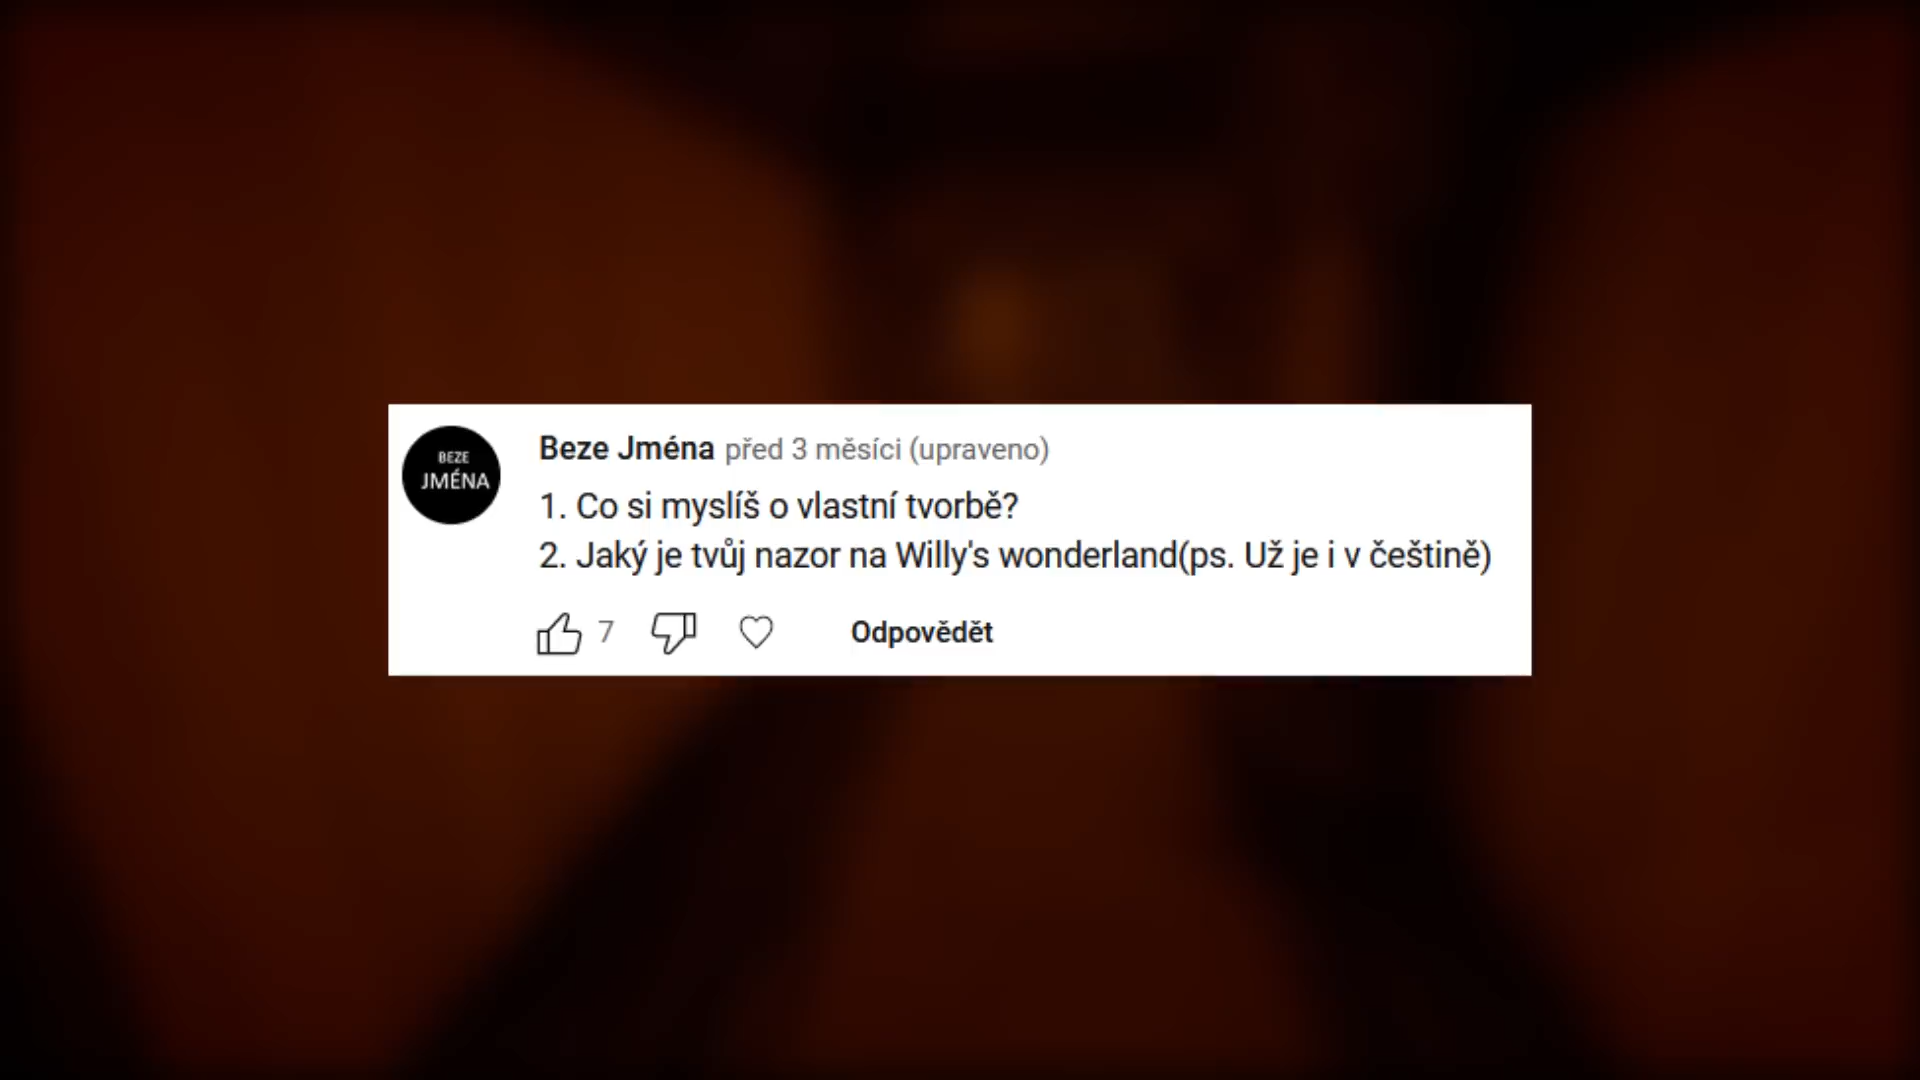 BEZE
JMÉNA
Beze Jména před 3 měsíci (upraveno)
1. Co si myslíš o vlastní tvorbě?
2. Jaký je tvůj nazor na Willy's wonderland(ps. Už je i v češtině)
7
Odpovědět